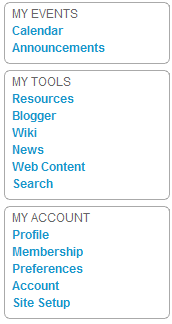 MY EVENTS
Calendar
Announcements
MY TOOLS
Resources
Blogger
Wiki
News
Web Content
Search
MY ACCOUNT
Profile
Membership
Preferences
Account
Site Setup